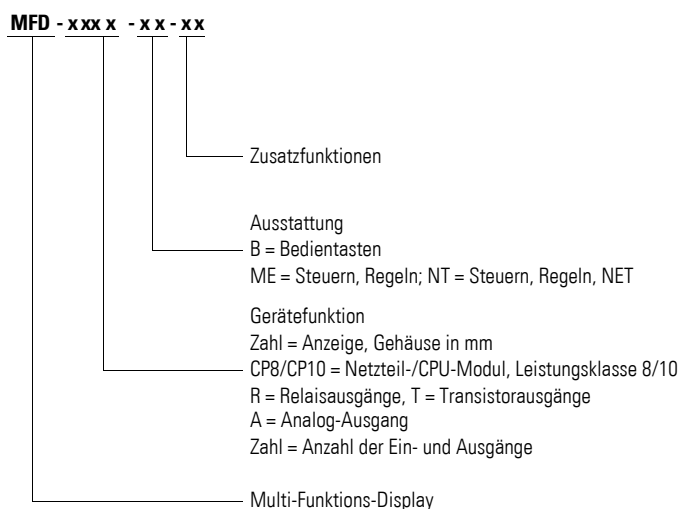 MFD - xxx x - x x - x x
Zusatzfunktionen
Ausstattung
B = Bedientasten
ME = Steuern, Regeln; NT = Steuern, Regeln, NET
Gerätefunktion
Zahl = Anzeige, Gehäuse in mm
CP8/CP10 = Netzteil-/CPU-Modul, Leistungsklasse 8/10
R = Relaisausgänge, T = Transistorausgänge
A = Analog-Ausgang
Zahl = Anzahl der Ein- und Ausgänge
Multi-Funktions-Display